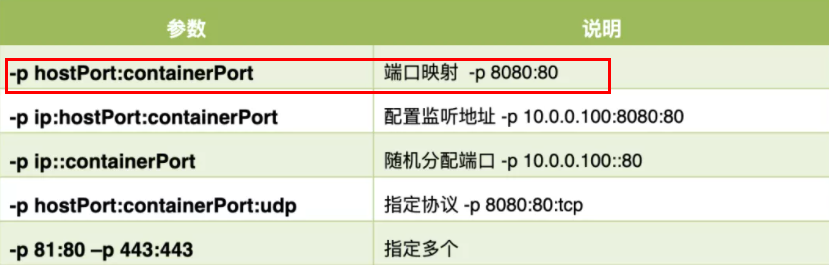 参数 说明
-p hostPort:containerPort 端口映射 -p 8080:80
-p ip:hostPort:containerPort 配置监听地址 -p 10.0.0.100:8080:80
-p ip::containerPort 随机分配端口 -p 10.0.0.100::80
-p hostPort:containerPort:udp 指定协议 -p 8080:80:tcp
-p 81:80 –p 443:443 指定多个